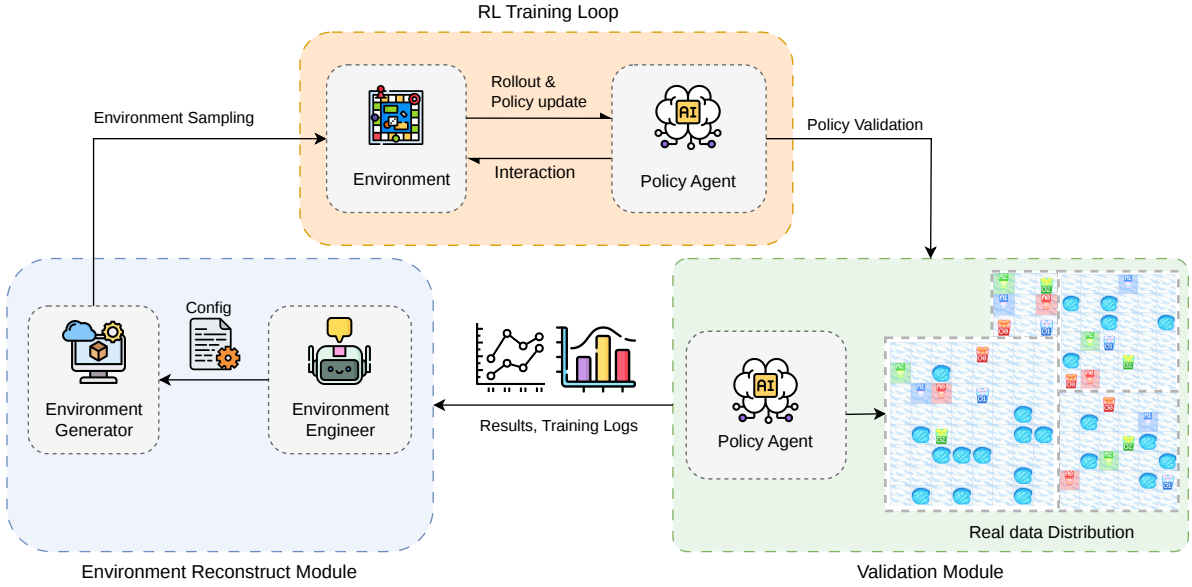 RL Training Loop
Environment Sampling
Rollout &
Policy update
AI
Environment
Interaction
Policy Agent
Policy Validation
Config
Environment
Generator
Environment
Engineer
Results, Training Logs
AI
Policy Agent
Real data Distribution
Environment Reconstruct Module
Validation Module